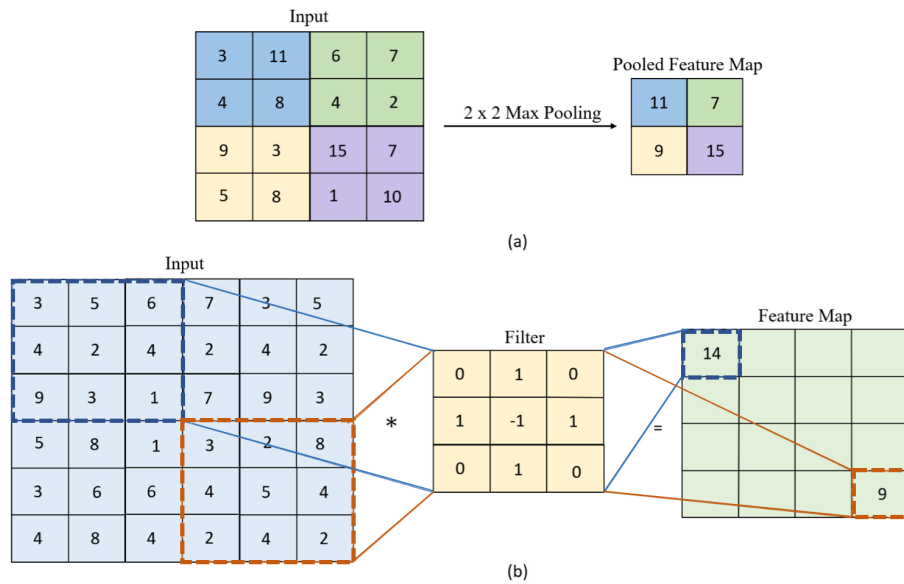 Input
3 11 6 7
4 8 4 2
9 3 15 7
5 8 1 10
2 x 2 Max Pooling
Pooled Feature Map
11 7
9 15
(a)
Input
3 5 6 7 3 5
4 2 4 2 4 2
9 3 1 7 9 3
5 8 1 3 2 8
3 6 6 4 5 4
4 8 4 2 4 2
*
Filter
0 1 0
1 -1 1
0 1 0
=
Feature Map
14
9
(b)